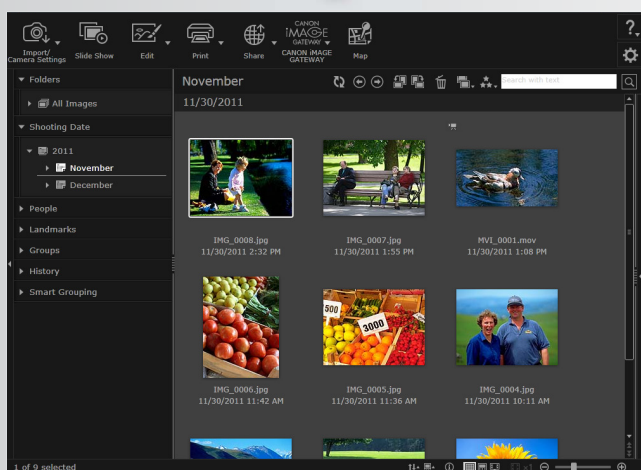 CANON
iMAGE
GATEWAY
Import/
Camera Settings
Slide Show
Edit
Print
Share
CANON iMAGE
GATEWAY
Map
?
Folders
All Images
Shooting Date
2011
November
December
People
Landmarks
Groups
History
Smart Grouping
November
Search with text
11/30/2011
IMG_0008.jpg
11/30/2011 2:32 PM
IMG_0007.jpg
11/30/2011 1:55 PM
MVI_0001.mov
11/30/2011 1:08 PM
500
3000
IMG_0006.jpg
11/30/2011 11:42 AM
IMG_0005.jpg
11/30/2011 11:36 AM
IMG_0004.jpg
11/30/2011 10:11 AM
1 of 9 selected
x1